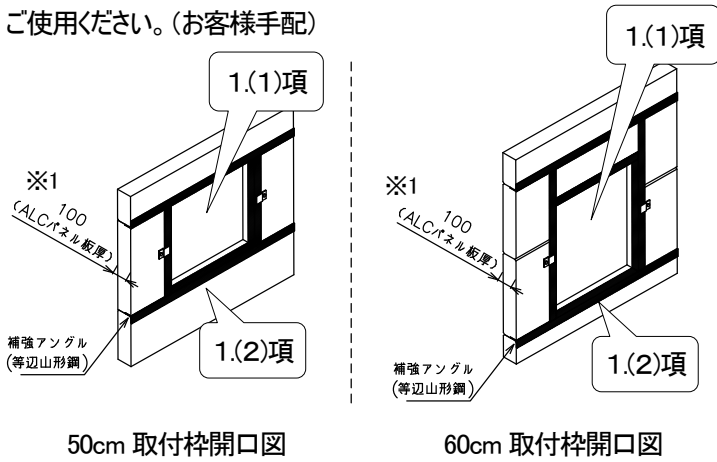 ご使用ください。(お客様手配)
1.(1)項
※1
100
(ALCパネル板厚)
補強アングル
(等辺山形鋼)
1.(2)項
50cm 取付枠開口図
1.(1)項
※1
100
(ALCパネル板厚)
補強アングル
(等辺山形鋼)
1.(2)項
60cm 取付枠開口図